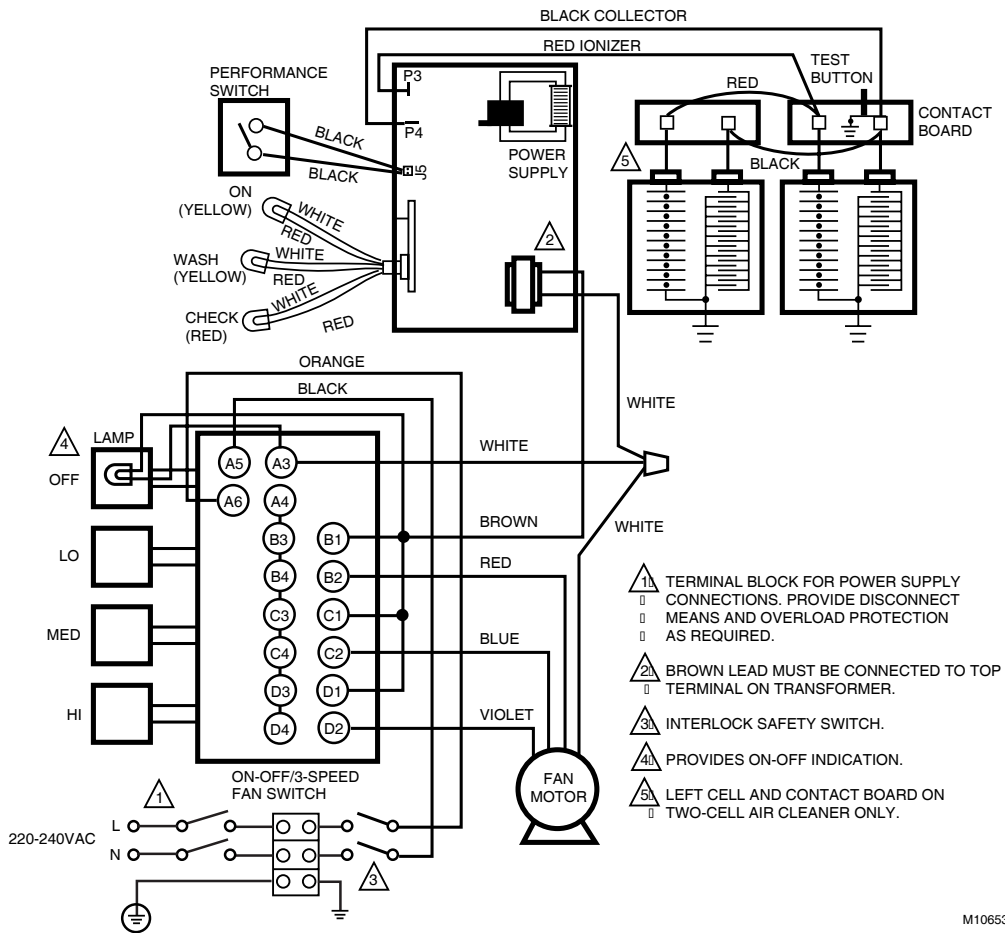 BLACK COLLECTOR
RED IONIZER
TEST
BUTTON
PERFORMANCE
SWITCH
P3
RED
CONTACT
BOARD
P4
BLACK
POWER
SUPPLY
BLACK
J5
BLACK
5
ON
(YELLOW)
WHITE
RED
2
WASH
(YELLOW)
WHITE
RED
WHITE
CHECK
(RED)
RED
ORANGE
BLACK
WHITE
4
LAMP
OFF
A5
A3
WHITE
A6
A4
BROWN
WHITE
B3
B1
LO
RED
B4
B2
C3
C1
MED
BLUE
C4
C2
D3
D1
HI
VIOLET
D4
D2
ON-OFF/3-SPEED
FAN SWITCH
FAN
MOTOR
1
L
220-240VAC
N
3
1 TERMINAL BLOCK FOR POWER SUPPLY
CONNECTIONS. PROVIDE DISCONNECT
MEANS AND OVERLOAD PROTECTION
AS REQUIRED.
2 BROWN LEAD MUST BE CONNECTED TO TOP
TERMINAL ON TRANSFORMER.
3 INTERLOCK SAFETY SWITCH.
4 PROVIDES ON-OFF INDICATION.
5 LEFT CELL AND CONTACT BOARD ON
TWO-CELL AIR CLEANER ONLY.
M10653